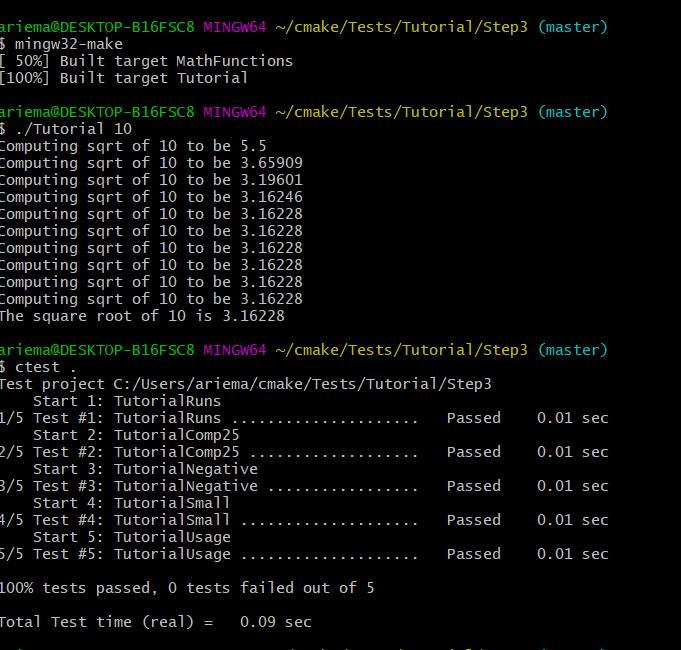 ariema@DESKTOP-B16FSC8 MINGW64 ~/cmake/Tests/Tutorial/Step3 (master)
$ mingw32-make
[ 50%] Built target MathFunctions
[100%] Built target Tutorial
ariema@DESKTOP-B16FSC8 MINGW64 ~/cmake/Tests/Tutorial/Step3 (master)
$ ./Tutorial 10
Computing sqrt of 10 to be 5.5
Computing sqrt of 10 to be 3.65909
Computing sqrt of 10 to be 3.19601
Computing sqrt of 10 to be 3.16246
Computing sqrt of 10 to be 3.16228
Computing sqrt of 10 to be 3.16228
Computing sqrt of 10 to be 3.16228
Computing sqrt of 10 to be 3.16228
Computing sqrt of 10 to be 3.16228
Computing sqrt of 10 to be 3.16228
The square root of 10 is 3.16228
ariema@DESKTOP-B16FSC8 MINGW64 ~/cmake/Tests/Tutorial/Step3 (master)
$ ctest .
Test project C:/Users/ariema/cmake/Tests/Tutorial/Step3
    Start 1: TutorialRuns
1/5 Test #1: TutorialRuns .....................   Passed    0.01 sec
    Start 2: TutorialComp25
2/5 Test #2: TutorialComp25 ...................   Passed    0.01 sec
    Start 3: TutorialNegative
3/5 Test #3: TutorialNegative .................   Passed    0.01 sec
    Start 4: TutorialSmall
4/5 Test #4: TutorialSmall ....................   Passed    0.01 sec
    Start 5: TutorialUsage
5/5 Test #5: TutorialUsage ....................   Passed    0.01 sec
100% tests passed, 0 tests failed out of 5
Total Test time (real) =   0.09 sec